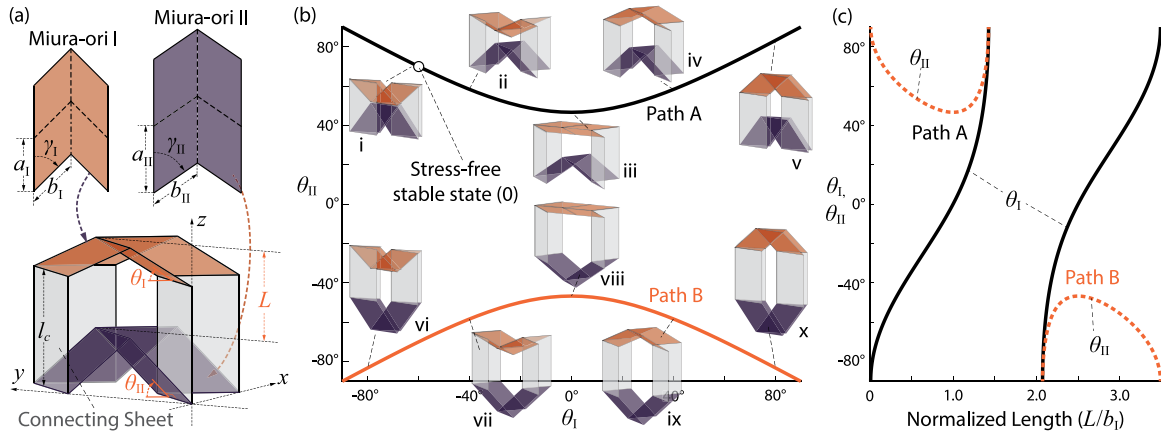 (a)
Miura-ori I
Miura-ori II
a_I
γ_I
b_I
a_II
γ_II
b_II
z
θ_I
L
l_c
θ_II
y
x
Connecting Sheet
(b)
80°
40°
θ_II
0°
-40°
-80°
ii
iv
i
Path A
v
iii
Stress-free
stable state (0)
viii
Path B
vi
x
vii
ix
-80°
-40
θ_I
0°
40°
80°
(c)
80°
θ_II
40°
Path A
θ_I,
θ_II
0°
θ_I
-40°
Path B
θ_II
-80°
0
1.0
2.0
3.0
Normalized Length (L/b_I)